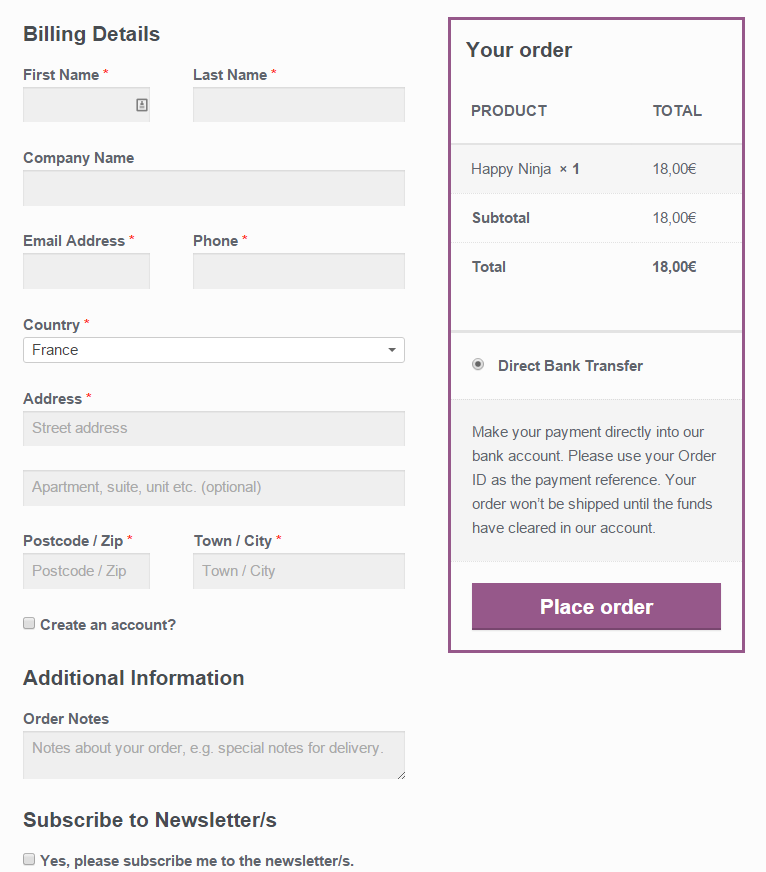 Billing Details
First Name *
Last Name *
Company Name
Email Address *
Phone *
Country *
France
Address *
Street address
Apartment, suite, unit etc. (optional)
Postcode / Zip *
Town / City *
Postcode / Zip
Town / City
Create an account?
Additional Information
Order Notes
Notes about your order, e.g. special notes for delivery.
Subscribe to Newsletter/s
Yes, please subscribe me to the newsletter/s.
Your order
PRODUCT TOTAL
Happy Ninja × 1 18,00€
Subtotal 18,00€
Total 18,00€
Direct Bank Transfer
Make your payment directly into our
bank account. Please use your Order
ID as the payment reference. Your
order won’t be shipped until the funds
have cleared in our account.
Place order